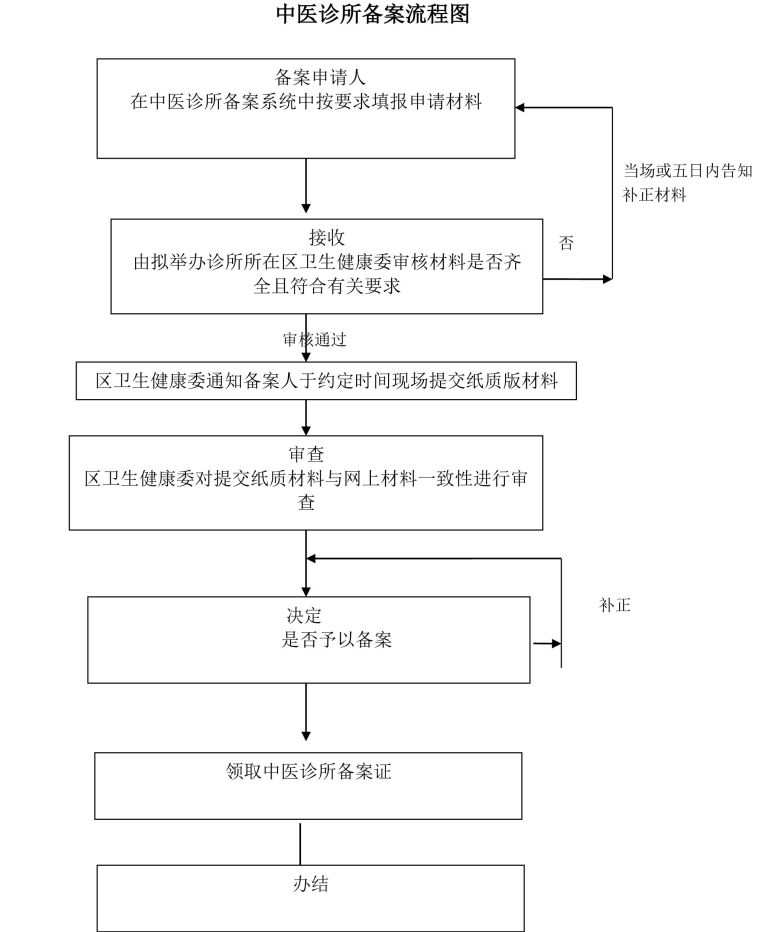 中医诊所备案流程图
备案申请人
在中医诊所备案系统中按要求填报申请材料
当场或五日内告知
补正材料
接收
由拟举办诊所所在区卫生健康委审核材料是否齐
全且符合有关要求
否
审核通过
区卫生健康委通知备案人于约定时间现场提交纸质版材料
审查
区卫生健康委对提交纸质材料与网上材料一致性进行审
查
决定
是否予以备案
补正
领取中医诊所备案证
办结